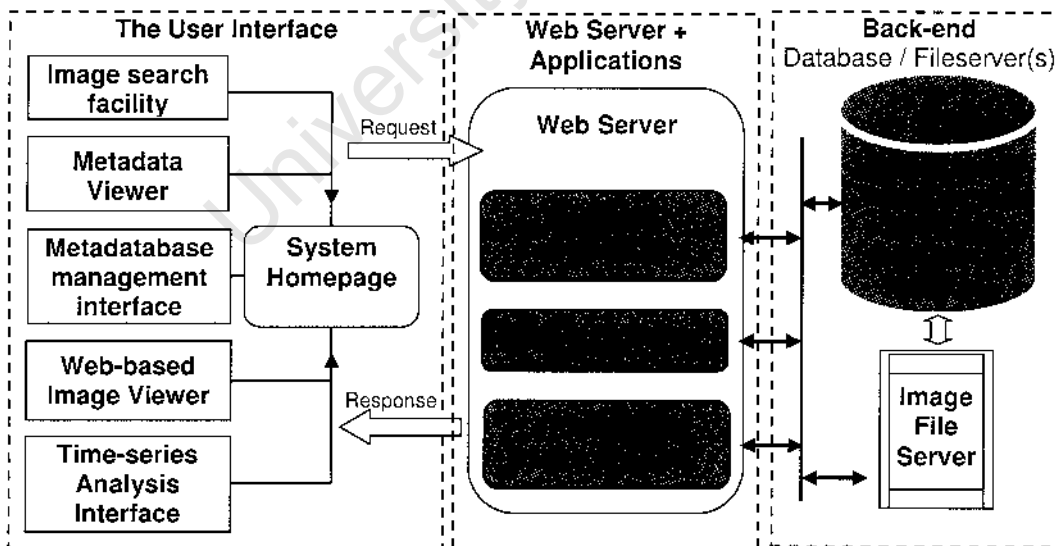 The User Interface
Image search
facility
Metadata
Viewer
Metadatabase
management
interface
Web-based
Image Viewer
Time-series
Analysis
Interface
System
Homepage
Request
Response
Web Server +
Applications
Web Server
Back-end
Database / Fileserver(s)
Image
File
Server
University